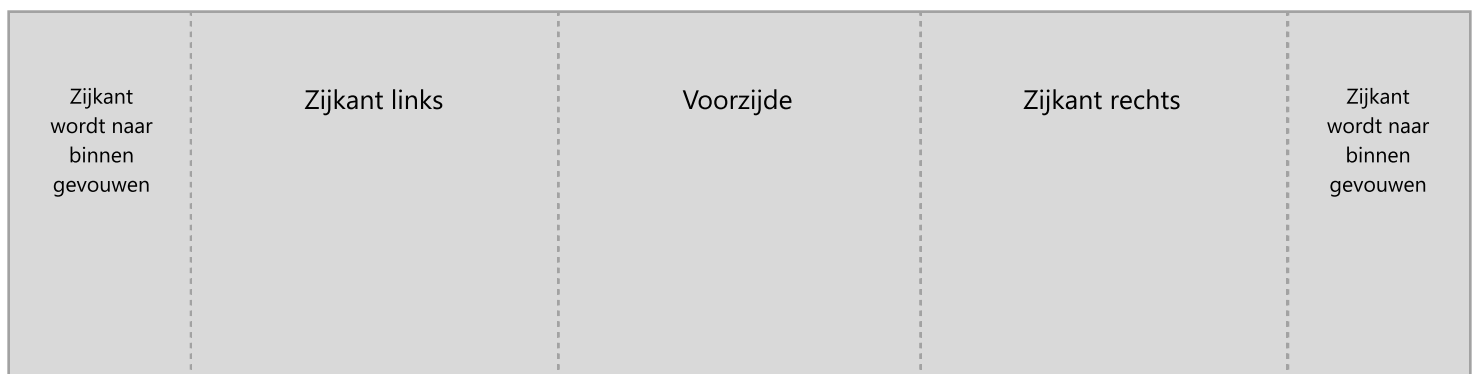 Zijkant
wordt naar
binnen
gevouwen
Zijkant links
Voorzijde
Zijkant rechts
Zijkant
wordt naar
binnen
gevouwen